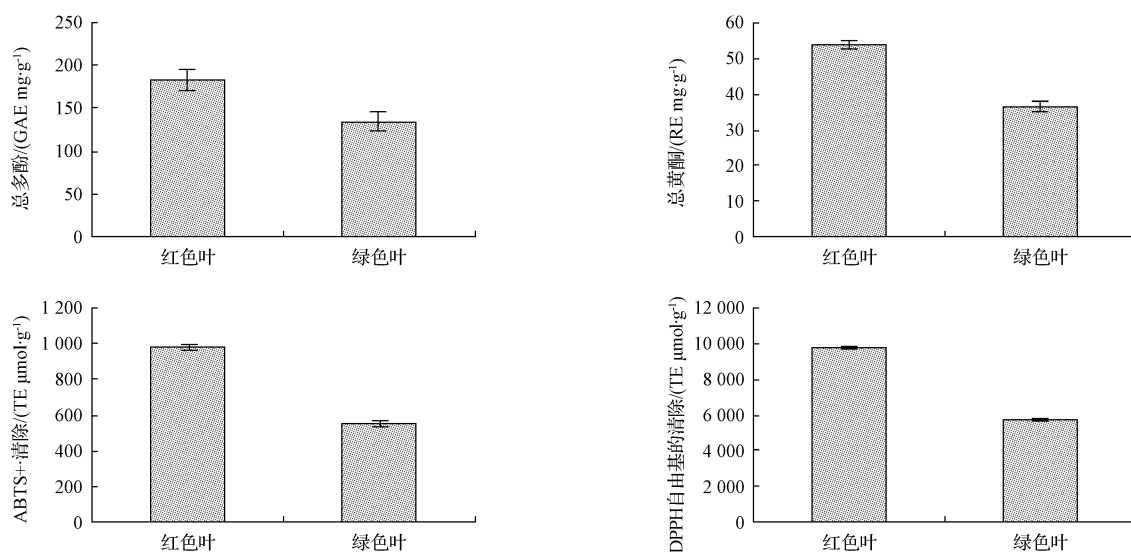 总多酚/(GAE mg·g⁻¹)
250
200
150
100
50
0
红色叶
绿色叶
总黄酮/(RE mg·g⁻¹)
60
50
40
30
20
10
0
红色叶
绿色叶
ABTS+·清除/(TE μmol·g⁻¹)
1 200
1 000
800
600
400
200
0
红色叶
绿色叶
DPPH自由基的清除/(TE μmol·g⁻¹)
12 000
10 000
8 000
6 000
4 000
2 000
0
红色叶
绿色叶